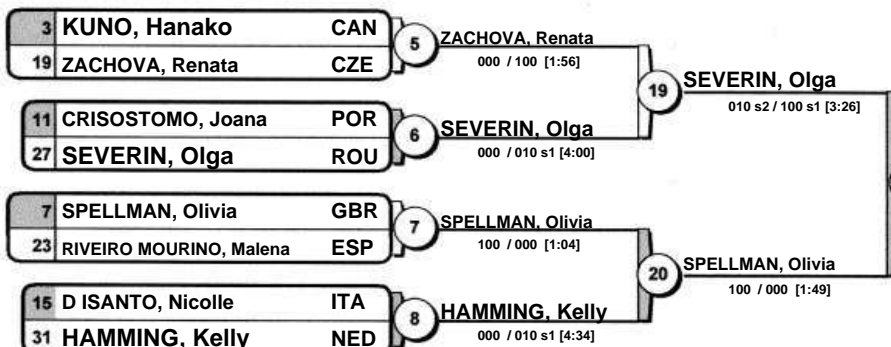 3 KUNO, Hanako CAN
19 ZACHOVA, Renata CZE
5
ZACHOVA, Renata
000 / 100 [1:56]
11 CRISOSTOMO, Joana POR
27 SEVERIN, Olga ROU
6
SEVERIN, Olga
000 / 010 s1 [4:00]
19
SEVERIN, Olga
010 s2 / 100 s1 [3:26]
7 SPELLMAN, Olivia GBR
23 RIVEIRO MOURINO, Malena ESP
7
SPELLMAN, Olivia
100 / 000 [1:04]
15 D ISANTO, Nicolle ITA
31 HAMMING, Kelly NED
8
HAMMING, Kelly
000 / 010 s1 [4:34]
20
SPELLMAN, Olivia
100 / 000 [1:49]